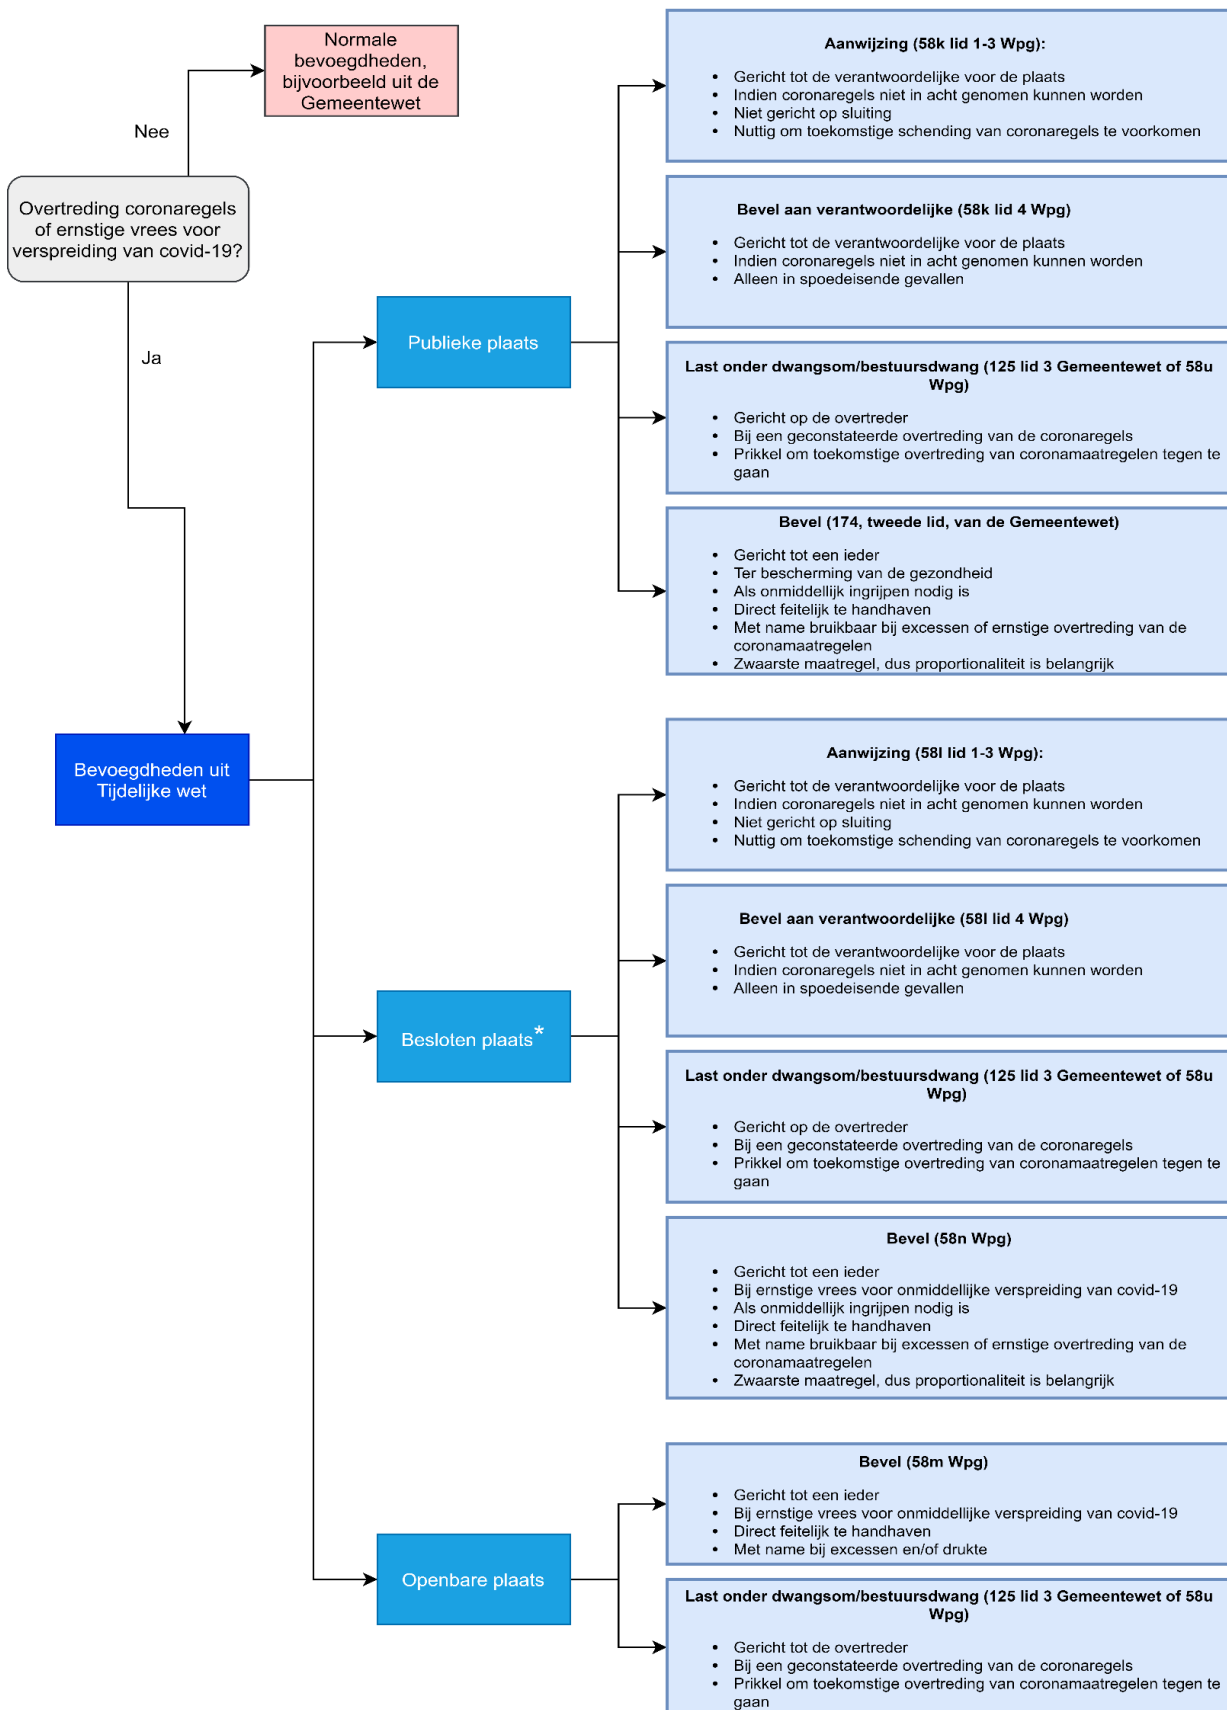 Normale
bevoegdheden,
bijvoorbeeld uit de
Gemeentewet
Nee
Overtreding coronaregels
of ernstige vrees voor
verspreiding van covid-19?
Ja
Bevoegdheden uit
Tijdelijke wet
Publieke plaats
Aanwijzing (58k lid 1-3 Wpg):
• Gericht tot de verantwoordelijke voor de plaats
• Indien coronaregels niet in acht genomen kunnen worden
• Niet gericht op sluiting
• Nuttig om toekomstige schending van coronaregels te voorkomen
Bevel aan verantwoordelijke (58k lid 4 Wpg)
• Gericht tot de verantwoordelijke voor de plaats
• Indien coronaregels niet in acht genomen kunnen worden
• Alleen in spoedeisende gevallen
Last onder dwangsom/bestuursdwang (125 lid 3 Gemeentewet of 58u
Wpg)
• Gericht op de overtreder
• Bij een geconstateerde overtreding van de coronaregels
• Prikkel om toekomstige overtreding van coronamaatregelen tegen te
gaan
Bevel (174, tweede lid, van de Gemeentewet)
• Gericht tot een ieder
• Ter bescherming van de gezondheid
• Als onmiddellijk ingrijpen nodig is
• Direct feitelijk te handhaven
• Met name bruikbaar bij excessen of ernstige overtreding van de
coronamaatregelen
• Zwaarste maatregel, dus proportionaliteit is belangrijk
Besloten plaats*
Aanwijzing (58l lid 1-3 Wpg):
• Gericht tot de verantwoordelijke voor de plaats
• Indien coronaregels niet in acht genomen kunnen worden
• Niet gericht op sluiting
• Nuttig om toekomstige schending van coronaregels te voorkomen
Bevel aan verantwoordelijke (58l lid 4 Wpg)
• Gericht tot de verantwoordelijke voor de plaats
• Indien coronaregels niet in acht genomen kunnen worden
• Alleen in spoedeisende gevallen
Last onder dwangsom/bestuursdwang (125 lid 3 Gemeentewet of 58u
Wpg)
• Gericht op de overtreder
• Bij een geconstateerde overtreding van de coronaregels
• Prikkel om toekomstige overtreding van coronamaatregelen tegen te
gaan
Bevel (58n Wpg)
• Gericht tot een ieder
• Bij ernstige vrees voor onmiddellijke verspreiding van covid-19
• Als onmiddellijk ingrijpen nodig is
• Direct feitelijk te handhaven
• Met name bruikbaar bij excessen of ernstige overtreding van de
coronamaatregelen
• Zwaarste maatregel, dus proportionaliteit is belangrijk
Openbare plaats
Bevel (58m Wpg)
• Gericht tot een ieder
• Bij ernstige vrees voor onmiddellijke verspreiding van covid-19
• Direct feitelijk te handhaven
• Met name bij excessen en/of drukte
Last onder dwangsom/bestuursdwang (125 lid 3 Gemeentewet of 58u
Wpg)
• Gericht tot de overtreder
• Bij een geconstateerde overtreding van de coronaregels
• Prikkel om toekomstige overtreding van coronamaatregelen tegen te
gaan